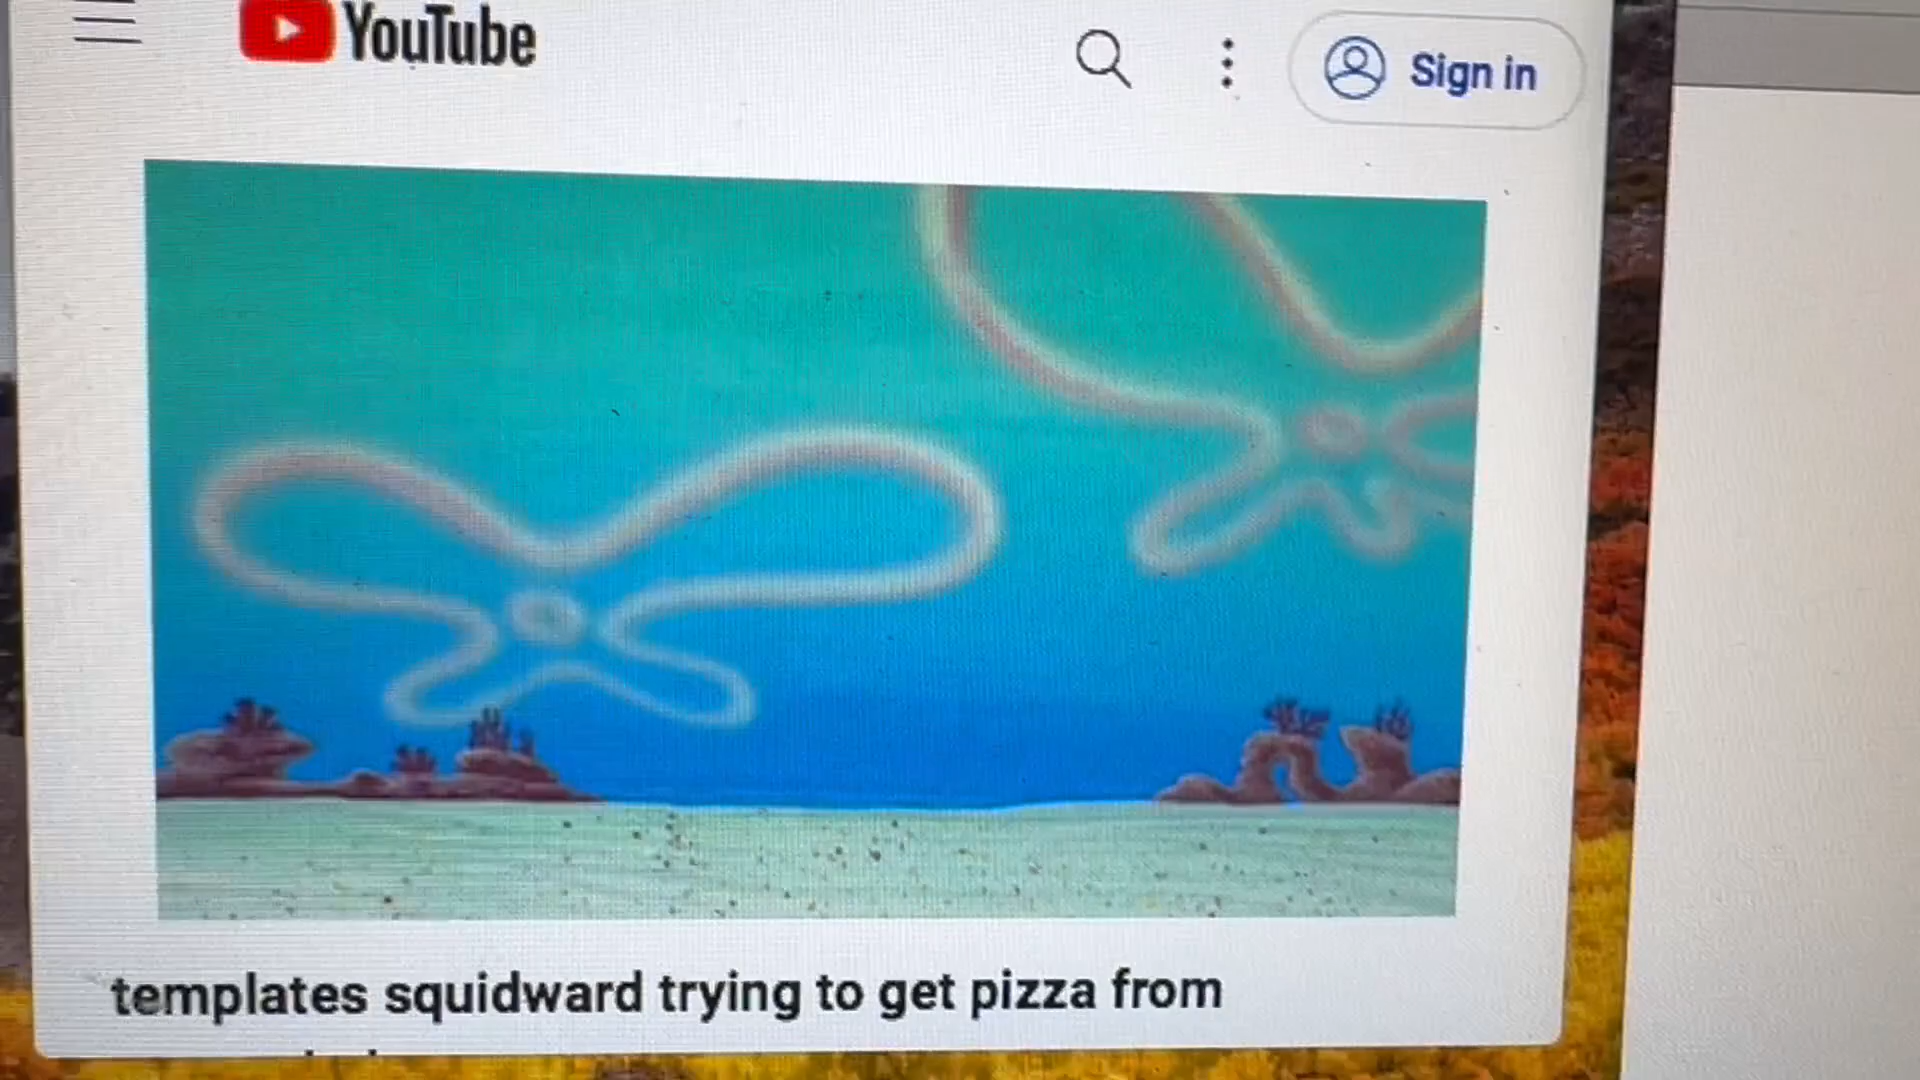 YouTube
Sign in
templates squidward trying to get pizza from